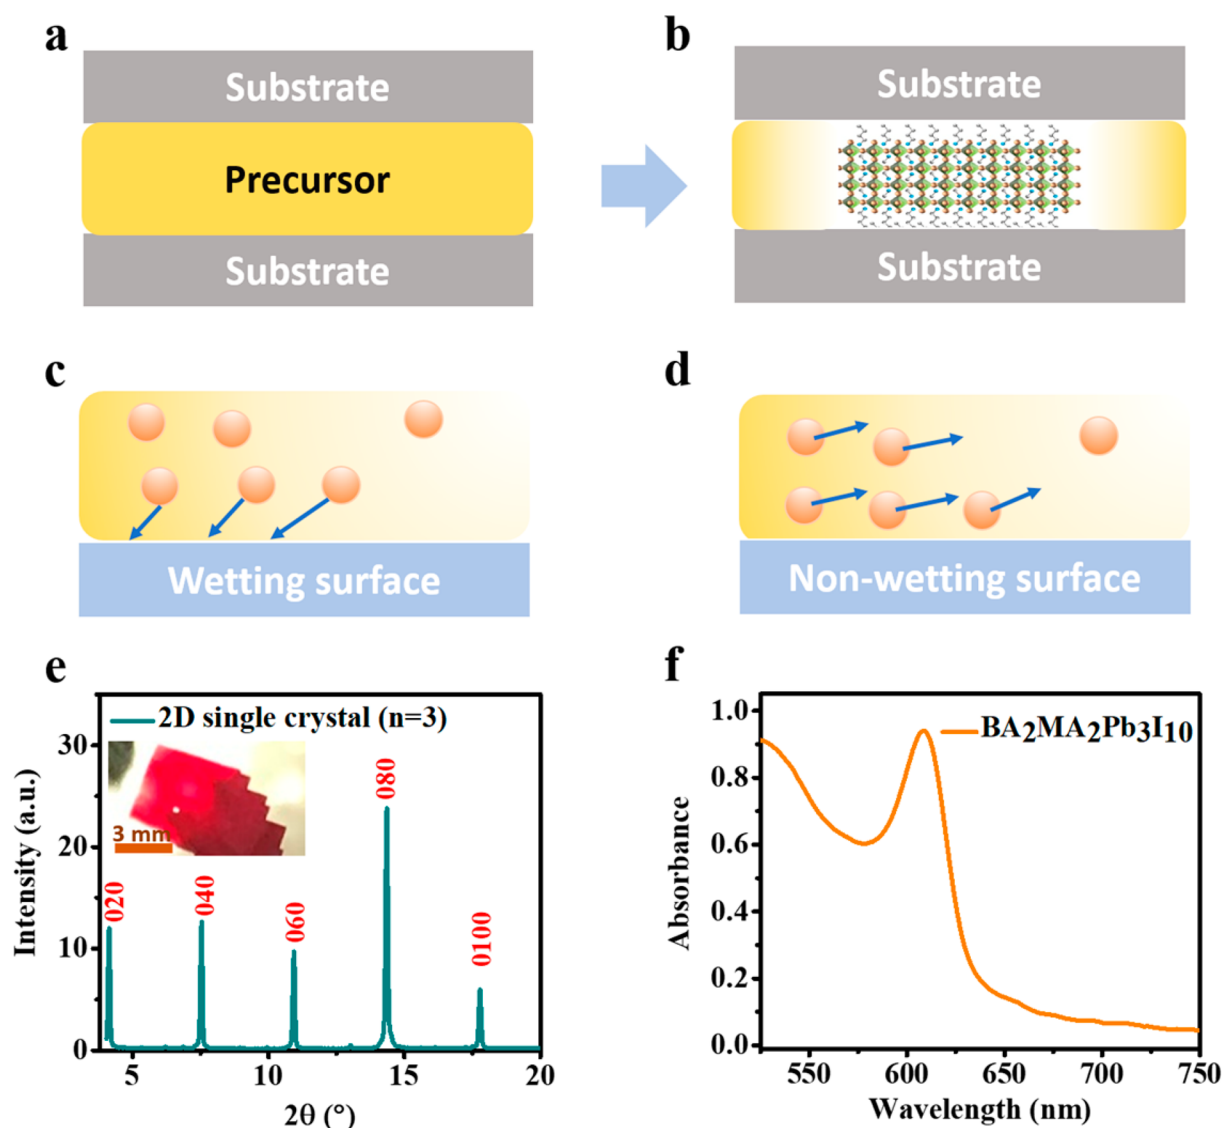 a
Substrate
Precursor
Substrate
b
Substrate
Substrate
c
Wetting surface
d
Non-wetting surface
e
2D single crystal (n=3)
3 mm
020
040
060
080
0100
30
20
10
0
Intensity (a.u.)
5 10 15 20
2θ (°)
f
BA2MA2Pb3I10
1.0
0.8
0.6
0.4
0.2
0.0
Absorbance
550 600 650 700 750
Wavelength (nm)